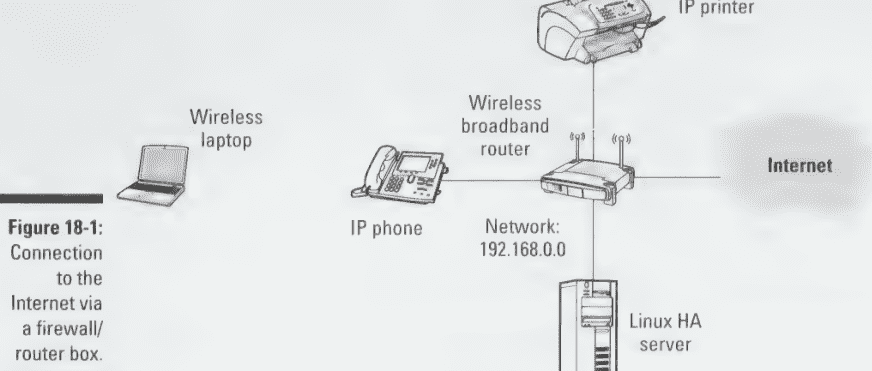 IP printer
Wireless
laptop
Wireless
broadband
router
Internet
IP phone
Network:
192.168.0.0
Linux HA
server
Figure 18-1:
Connection
to the
Internet via
a firewall/
router box.